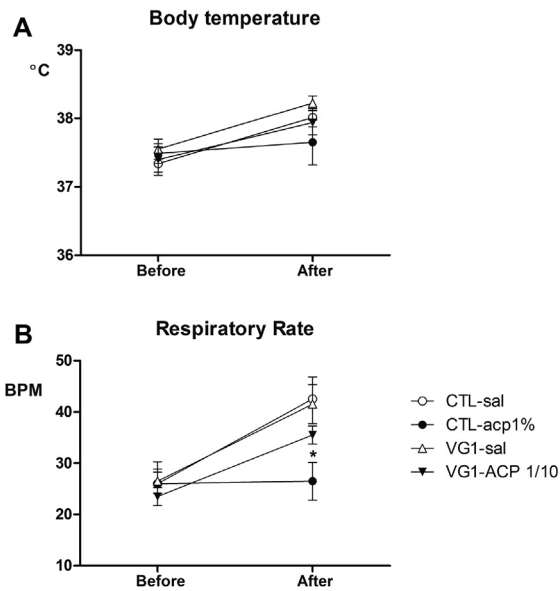 A
Body temperature
°C
39
38
37
36
Before
After
B
Respiratory Rate
BPM
50
40
30
20
10
*
Before
After
CTL-sal
CTL-acp1%
VG1-sal
VG1-ACP 1/10